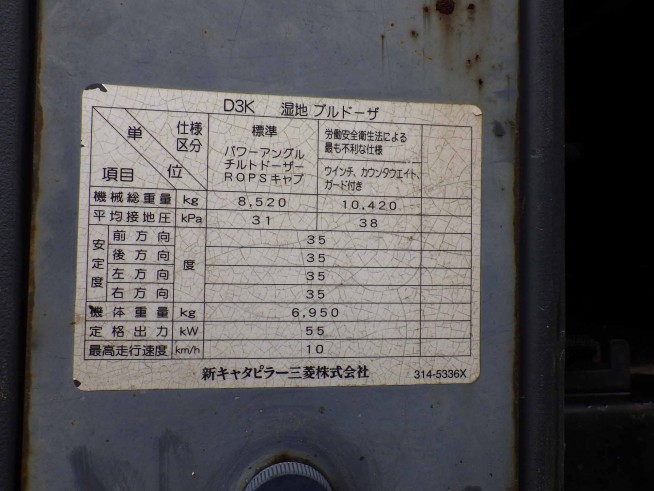 D3K 湿地 ブルドーザ
単位 項目 仕様区分 標準 パワーアングル チルトドーザー ROPSキャブ 労働安全衛生法による最も不利な仕様 ウインチ、カウンタウエイト、ガード付き
機械総重量 kg 8,520 10,420
平均接地圧 kPa 31 38
安定度 前方向 度 35
後方向 35
左方向 35
右方向 35
機体重量 kg 6,950
定格出力 kW 55
最高走行速度 km/h 10
新キャタピラー三菱株式会社 314-5336X